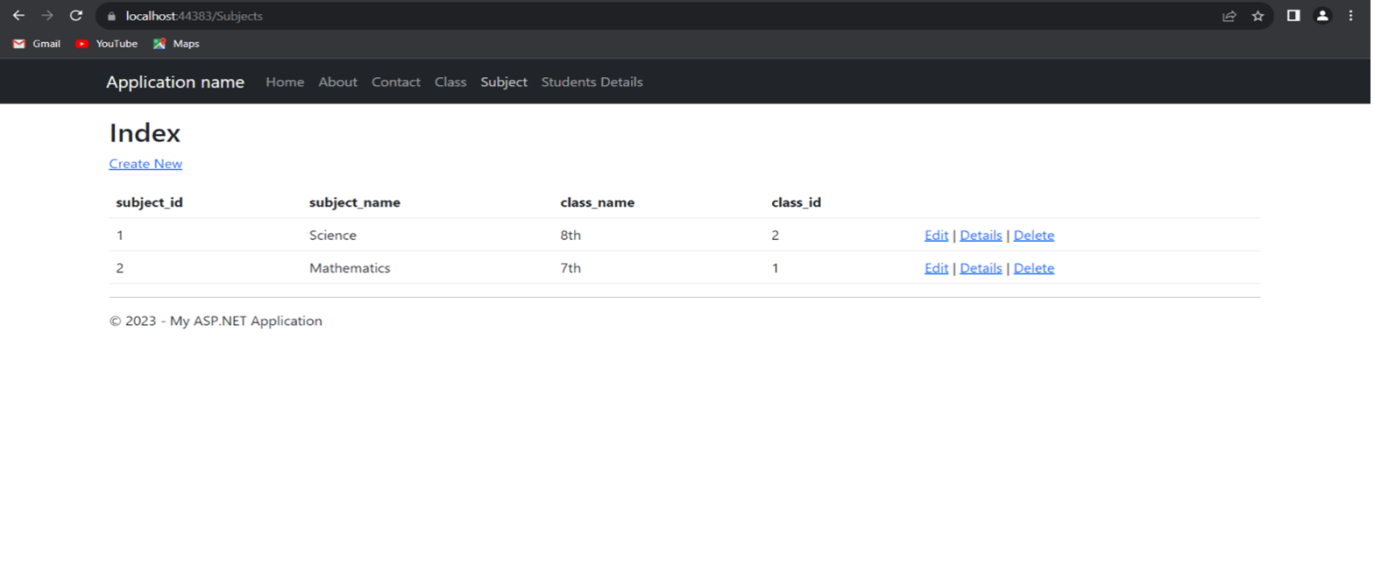 localhost:44383/Subjects
Gmail YouTube Maps
Application name Home About Contact Class Subject Students Details
Index
Create New
subject_id subject_name class_name class_id
1 Science 8th 2 Edit | Details | Delete
2 Mathematics 7th 1 Edit | Details | Delete
© 2023 - My ASP.NET Application